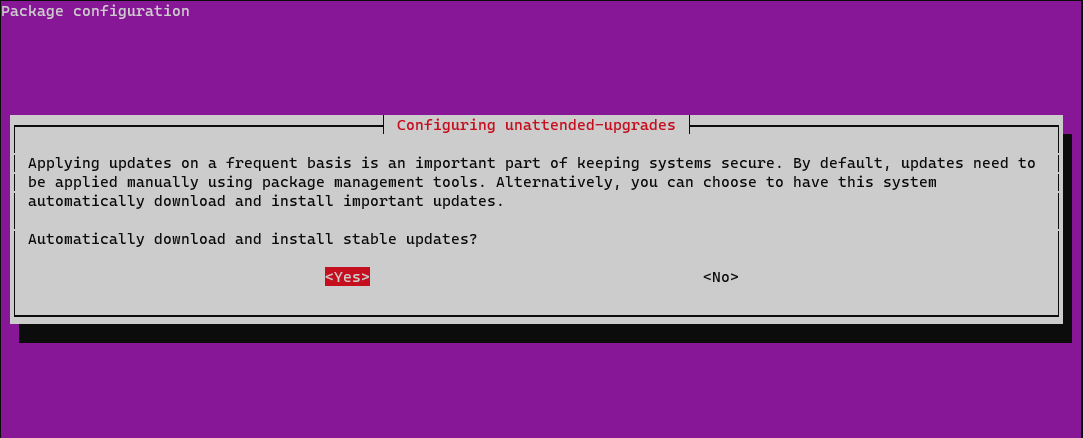 Package configuration
Configuring unattended-upgrades
Applying updates on a frequent basis is an important part of keeping systems secure. By default, updates need to
be applied manually using package management tools. Alternatively, you can choose to have this system
automatically download and install important updates.
Automatically download and install stable updates?
<Yes> <No>